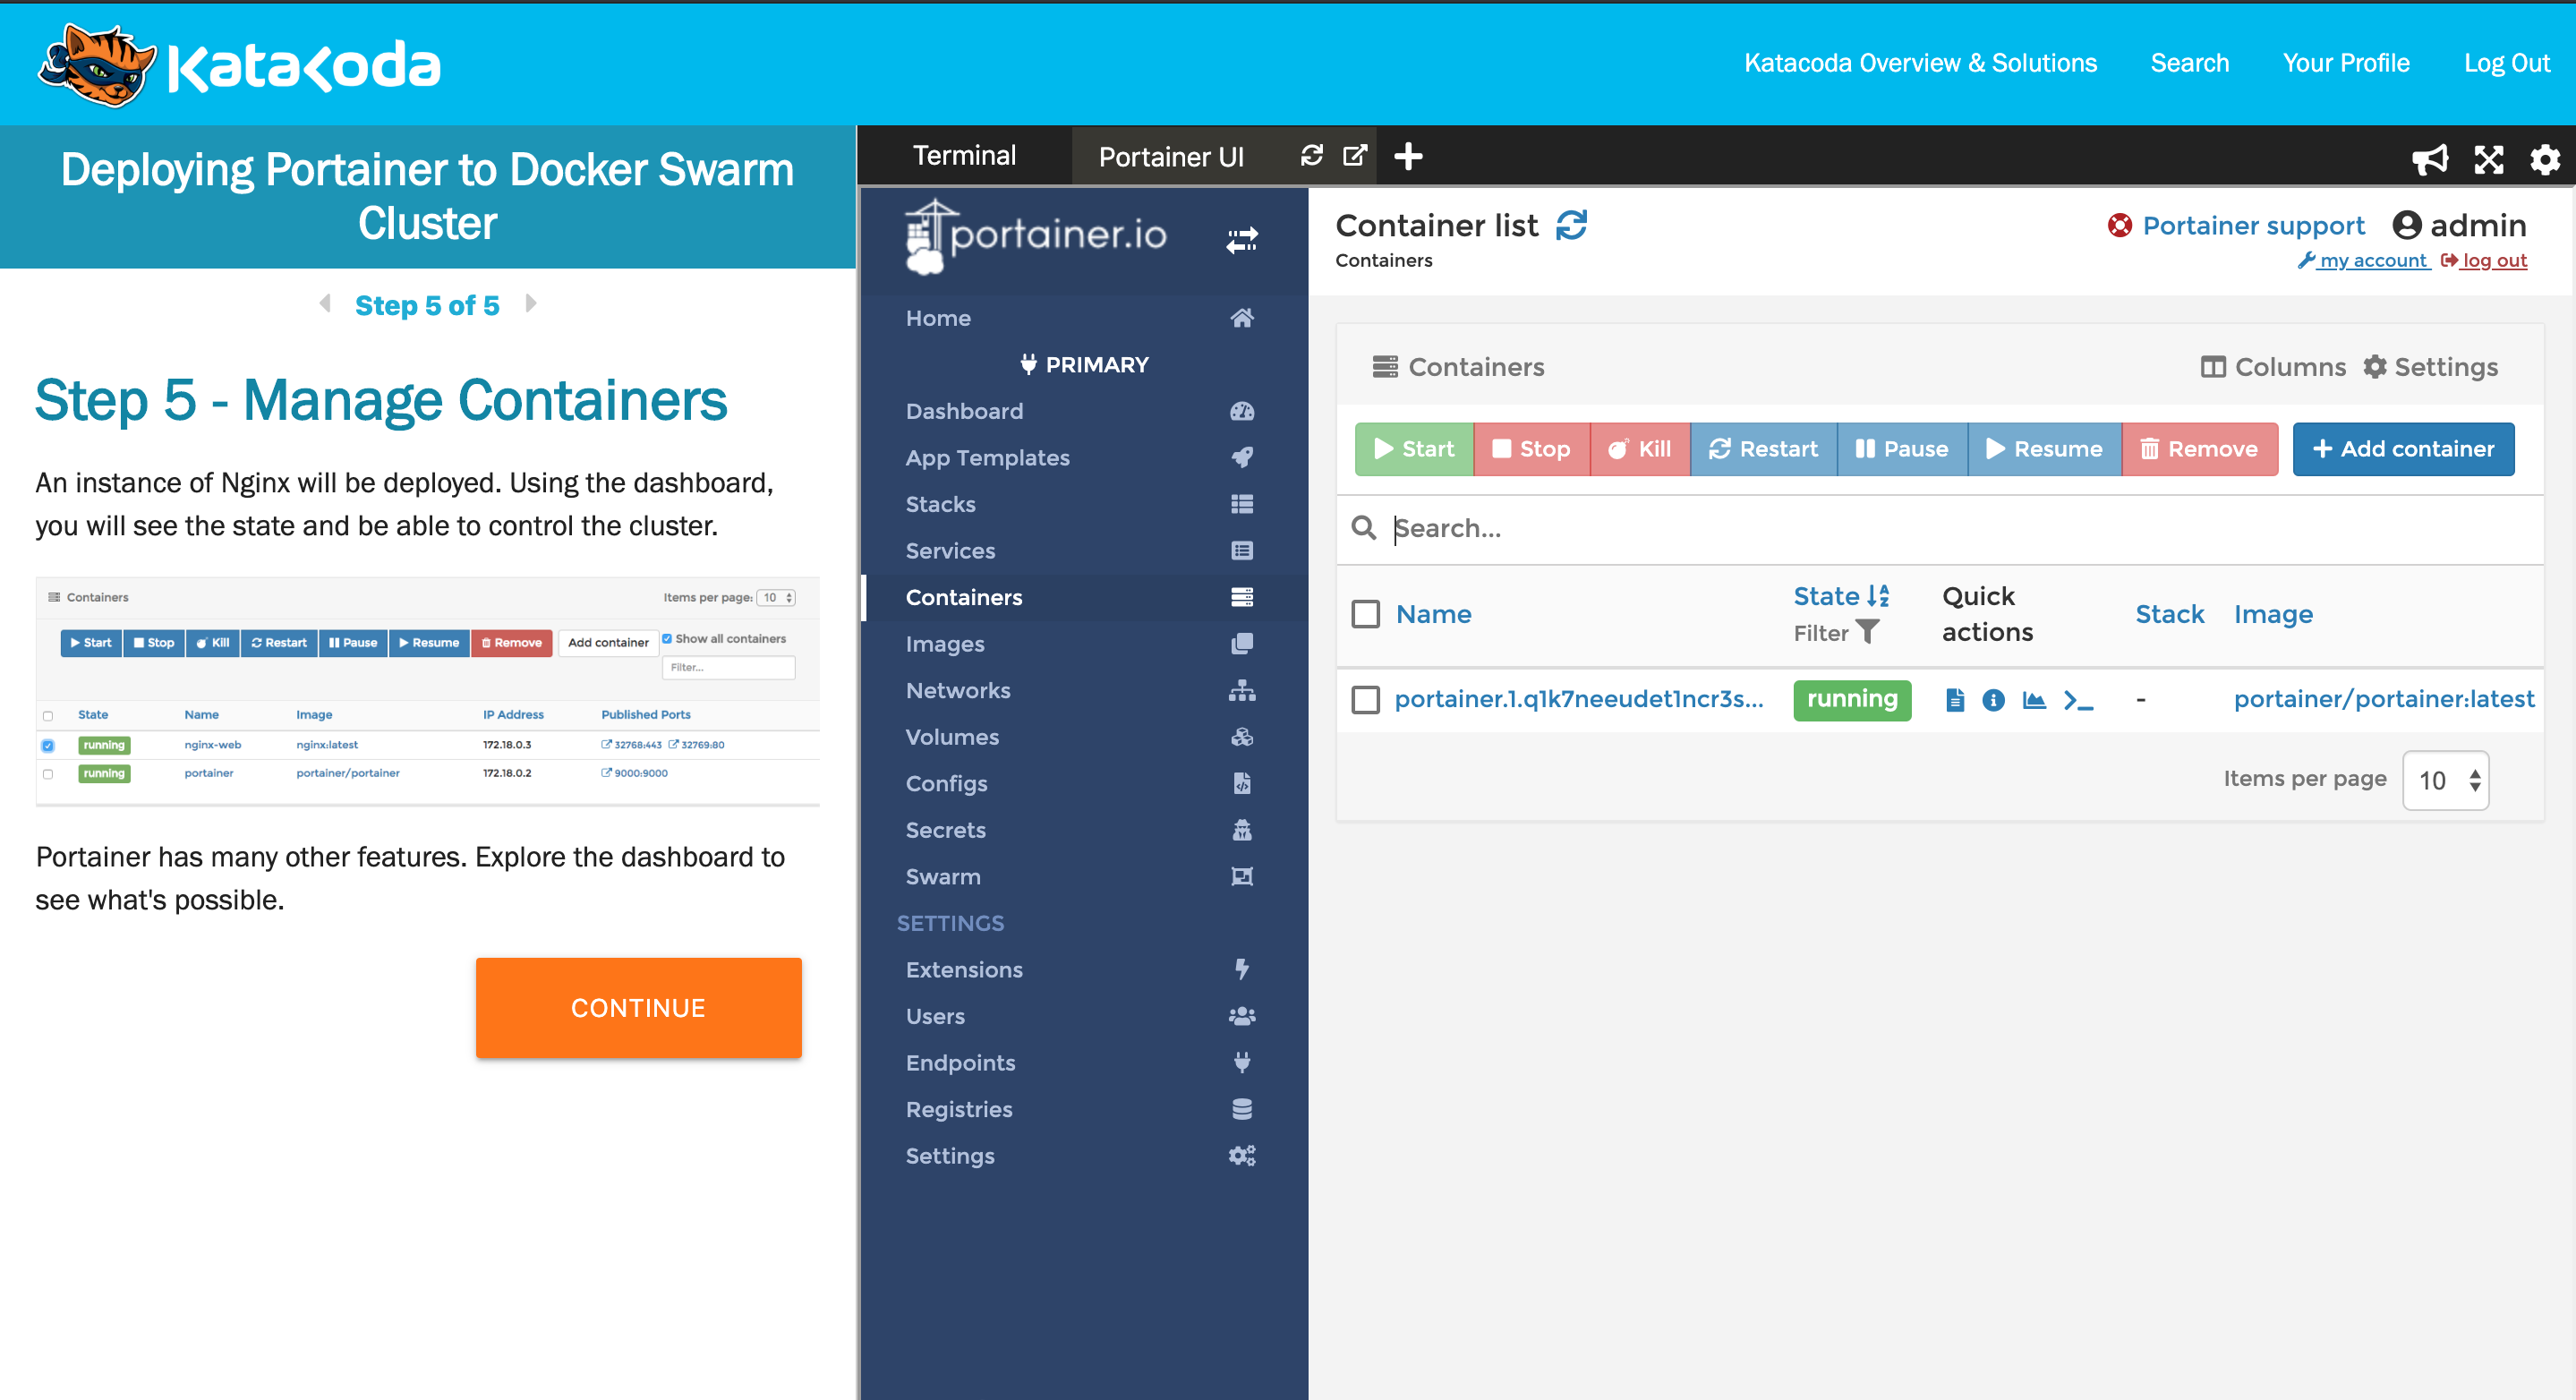 Katacoda
Katacoda Overview & Solutions Search Your Profile Log Out
Deploying Portainer to Docker Swarm
Cluster
Step 5 of 5
Step 5 - Manage Containers
An instance of Nginx will be deployed. Using the dashboard,
you will see the state and be able to control the cluster.
Containers Items per page: 10
Start Stop Kill Restart Pause Resume Remove Add container Show all containers
Filter...
State Name Image IP Address Published Ports
running nginx-web nginx:latest 172.18.0.3 32768:443 32769:80
running portainer portainer/portainer 172.18.0.2 9000:9000
Portainer has many other features. Explore the dashboard to
see what's possible.
CONTINUE
Terminal Portainer UI
portainer.io
Home
PRIMARY
Dashboard
App Templates
Stacks
Services
Containers
Images
Networks
Volumes
Configs
Secrets
Swarm
SETTINGS
Extensions
Users
Endpoints
Registries
Settings
Container list Portainer support admin
Containers my account log out
Containers Columns Settings
Start Stop Kill Restart Pause Resume Remove Add container
Search...
Name State Filter Quick actions Stack Image
portainer.1.q1k7neeudet1ncr3s... running - portainer/portainer:latest
Items per page 10